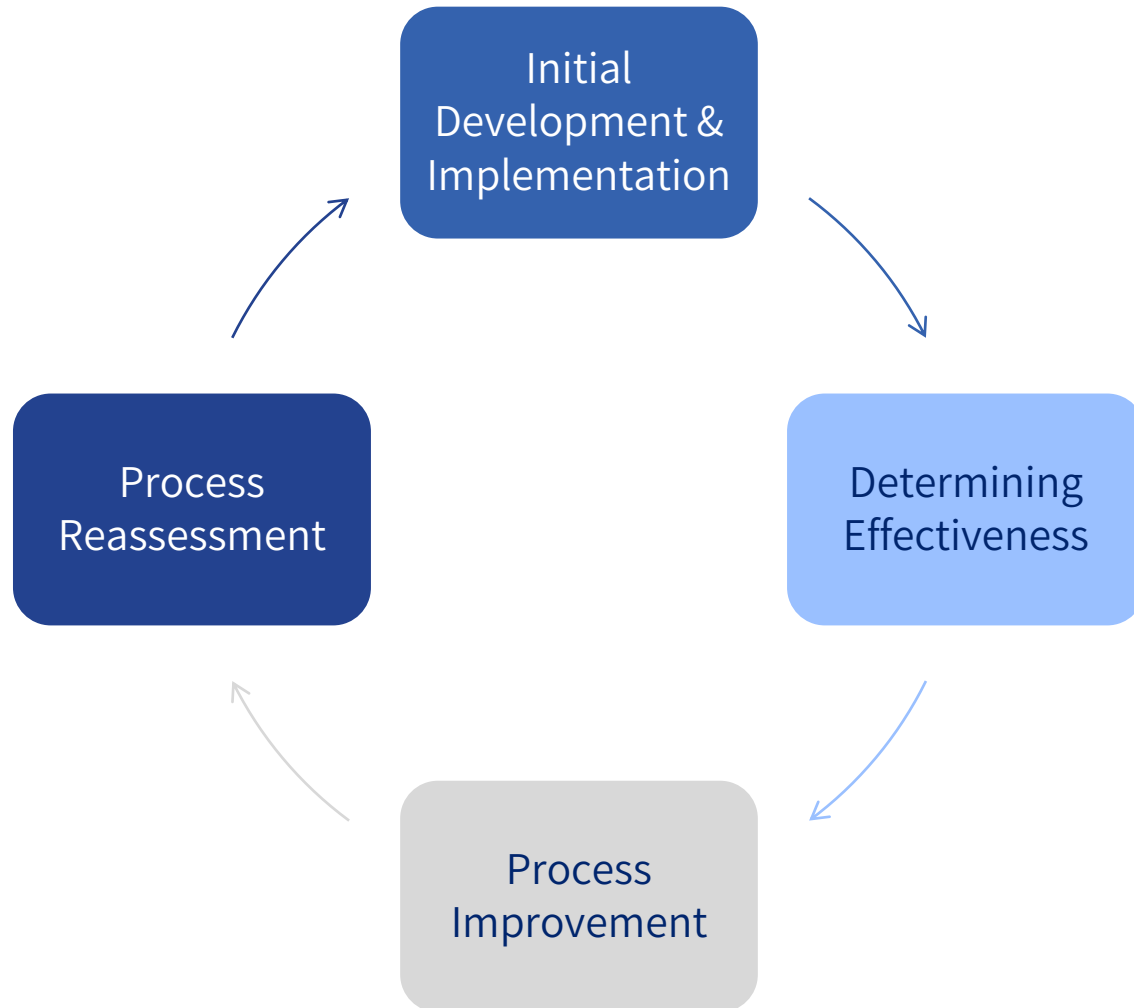 Initial
Development &
Implementation
Determining
Effectiveness
Process
Improvement
Process
Reassessment